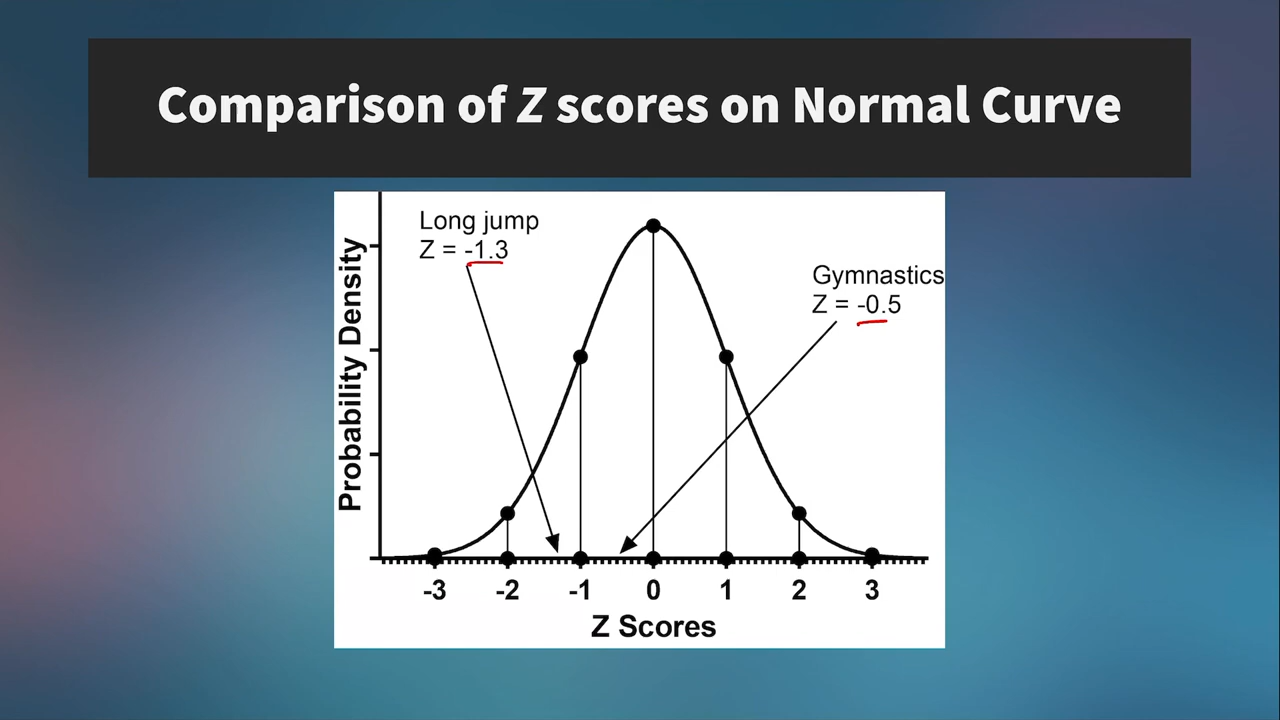 Comparison of Z scores on Normal Curve
Long jump
Z = -1.3
Gymnastics
Z = -0.5
Probability Density
-3 -2 -1 0 1 2 3
Z Scores